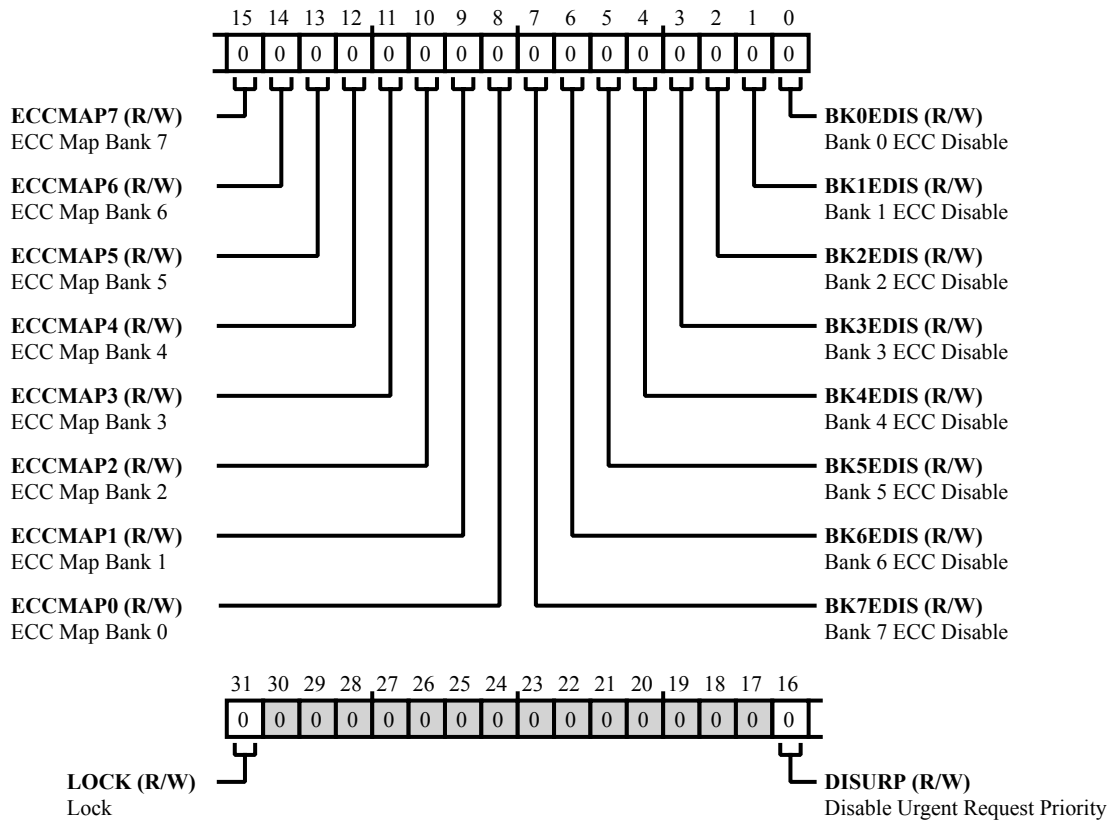 15 14 13 12 11 10 9 8 7 6 5 4 3 2 1 0
0 0 0 0 0 0 0 0 0 0 0 0 0 0 0 0
ECCMAP7 (R/W)
ECC Map Bank 7
BK0EDIS (R/W)
Bank 0 ECC Disable
ECCMAP6 (R/W)
ECC Map Bank 6
BK1EDIS (R/W)
Bank 1 ECC Disable
ECCMAP5 (R/W)
ECC Map Bank 5
BK2EDIS (R/W)
Bank 2 ECC Disable
ECCMAP4 (R/W)
ECC Map Bank 4
BK3EDIS (R/W)
Bank 3 ECC Disable
ECCMAP3 (R/W)
ECC Map Bank 3
BK4EDIS (R/W)
Bank 4 ECC Disable
ECCMAP2 (R/W)
ECC Map Bank 2
BK5EDIS (R/W)
Bank 5 ECC Disable
ECCMAP1 (R/W)
ECC Map Bank 1
BK6EDIS (R/W)
Bank 6 ECC Disable
ECCMAP0 (R/W)
ECC Map Bank 0
BK7EDIS (R/W)
Bank 7 ECC Disable
31 30 29 28 27 26 25 24 23 22 21 20 19 18 17 16
0 0 0 0 0 0 0 0 0 0 0 0 0 0 0 0
LOCK (R/W)
Lock
DISURP (R/W)
Disable Urgent Request Priority